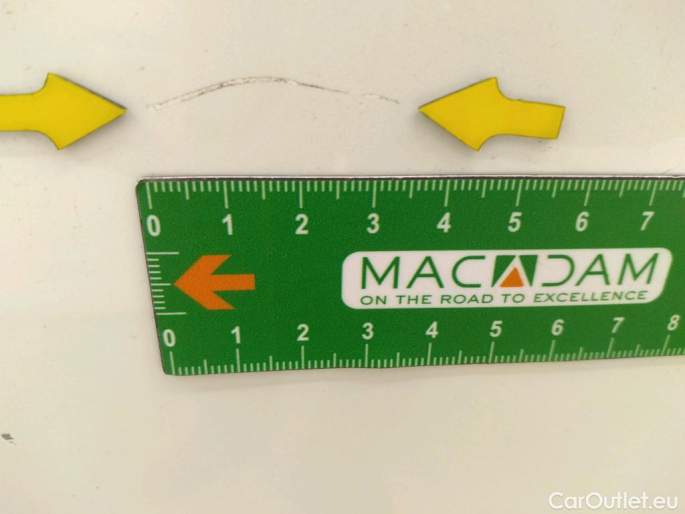 0 1 2 3 4 5 6 7
MACADAM
ON THE ROAD TO EXCELLENCE
0 1 2 3 4 5 6 7 8
CarOutlet.eu